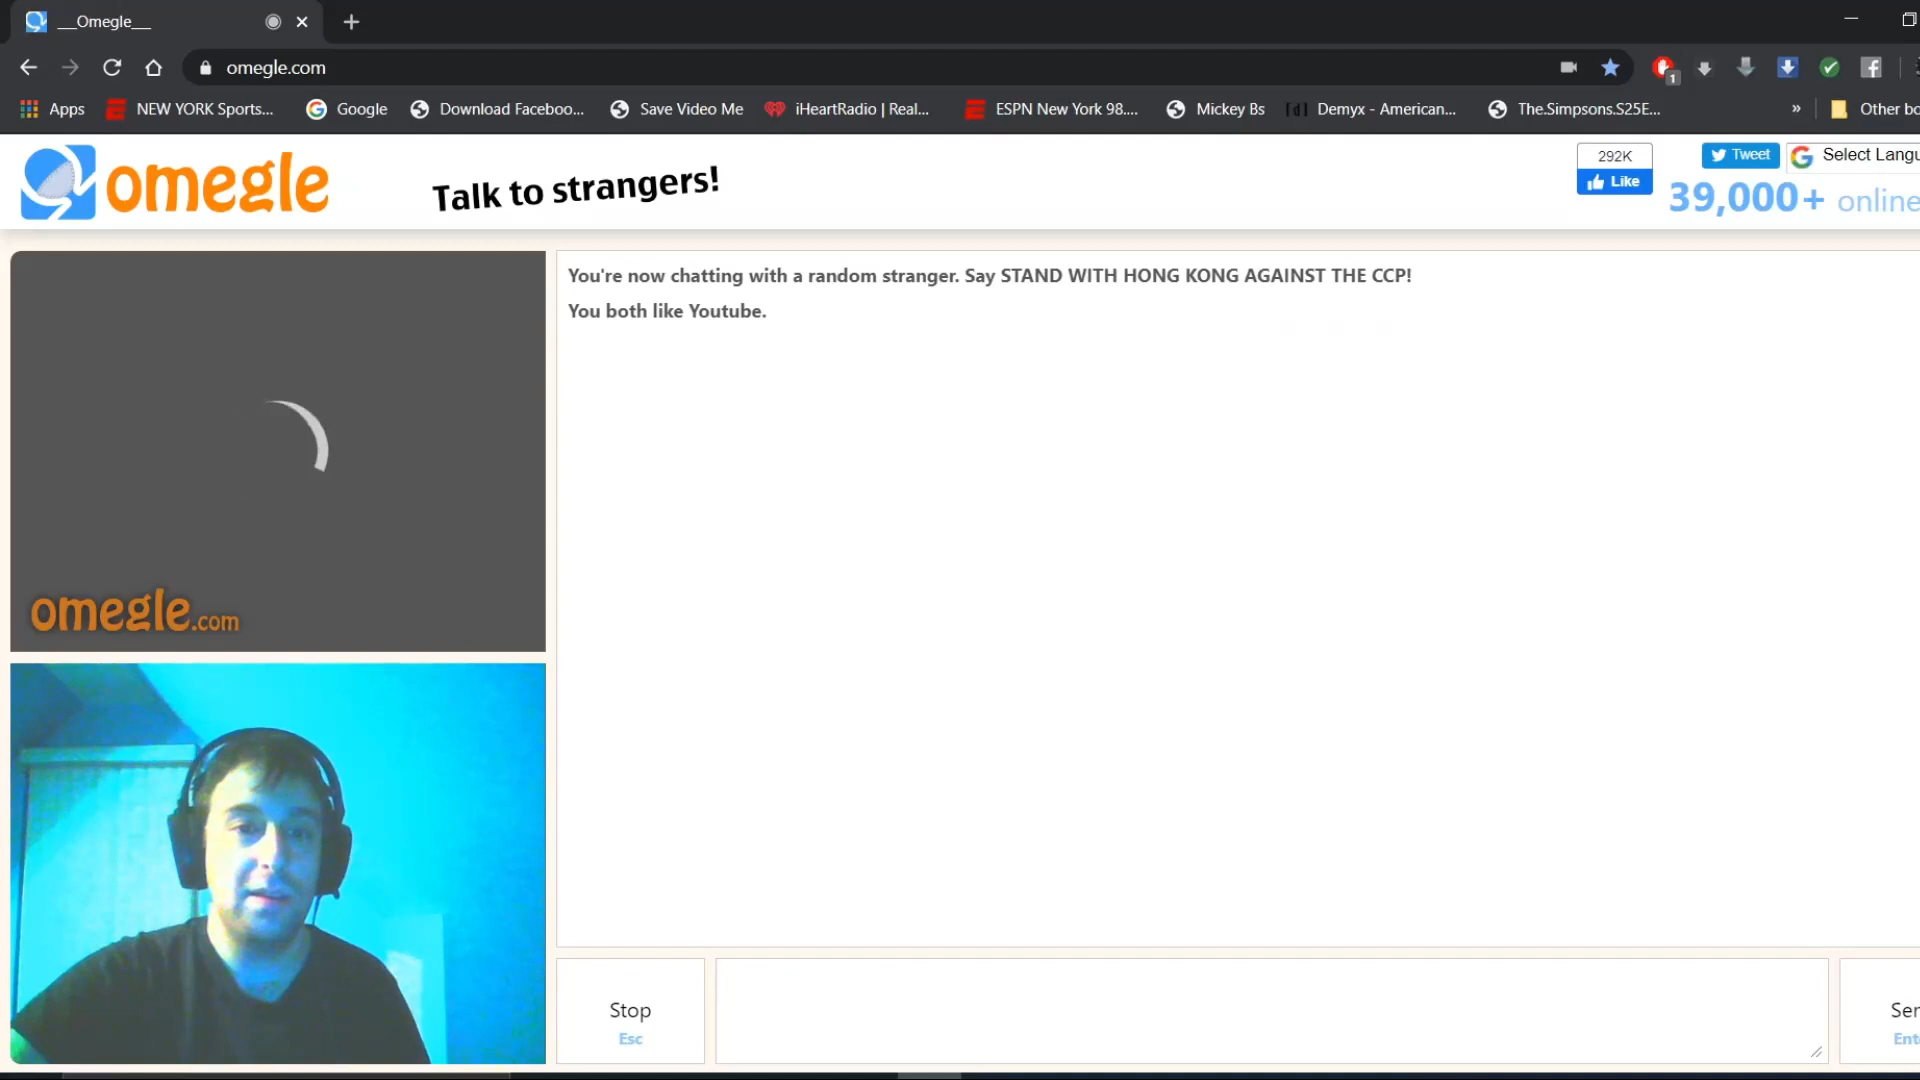 __Omegle__
omegle.com
Apps NEW YORK Sports... Google Download Faceboo... Save Video Me iHeartRadio | Real... ESPN New York 98.... Mickey Bs [d] Demyx - American... The.Simpsons.S25E... » Other bo
omegle Talk to strangers! 292K Like Tweet Select Langu
39,000+ online
You're now chatting with a random stranger. Say STAND WITH HONG KONG AGAINST THE CCP!
You both like Youtube.
omegle.com
Stop
Esc
Sen
Ente